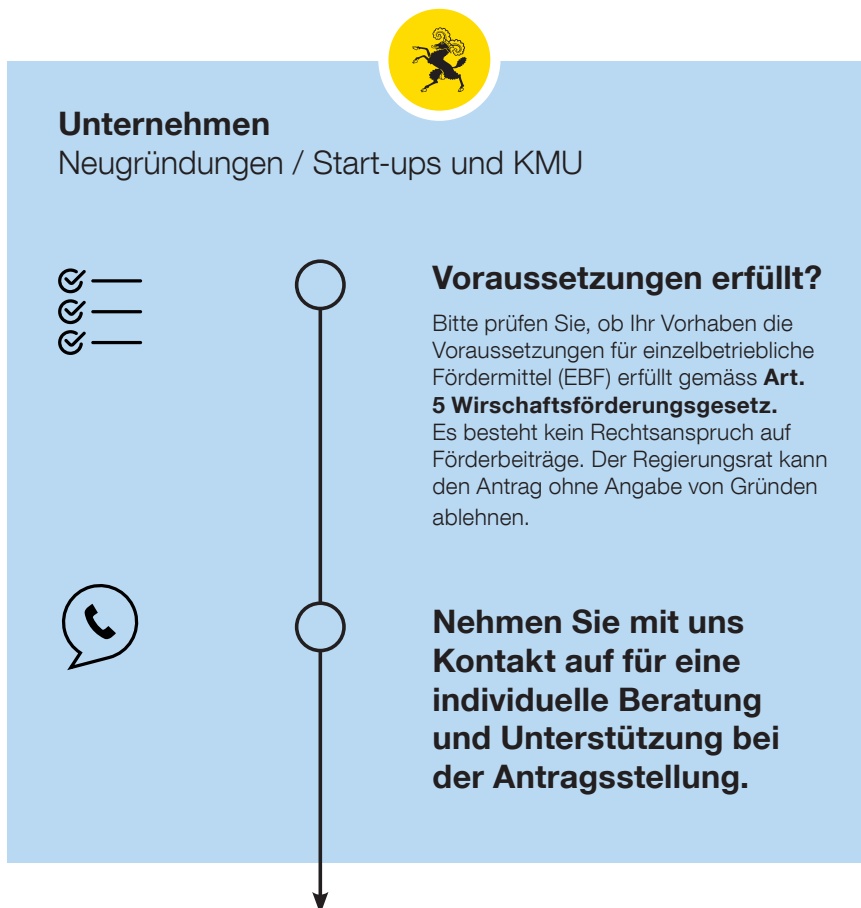 Unternehmen
Neugründungen / Start-ups und KMU
Voraussetzungen erfüllt?
Bitte prüfen Sie, ob Ihr Vorhaben die
Voraussetzungen für einzelbetriebliche
Fördermittel (EBF) erfüllt gemäss Art.
5 Wirschaftsförderungsgesetz.
Es besteht kein Rechtsanspruch auf
Förderbeiträge. Der Regierungsrat kann
den Antrag ohne Angabe von Gründen
ablehnen.
Nehmen Sie mit uns
Kontakt auf für eine
individuelle Beratung
und Unterstützung bei
der Antragsstellung.